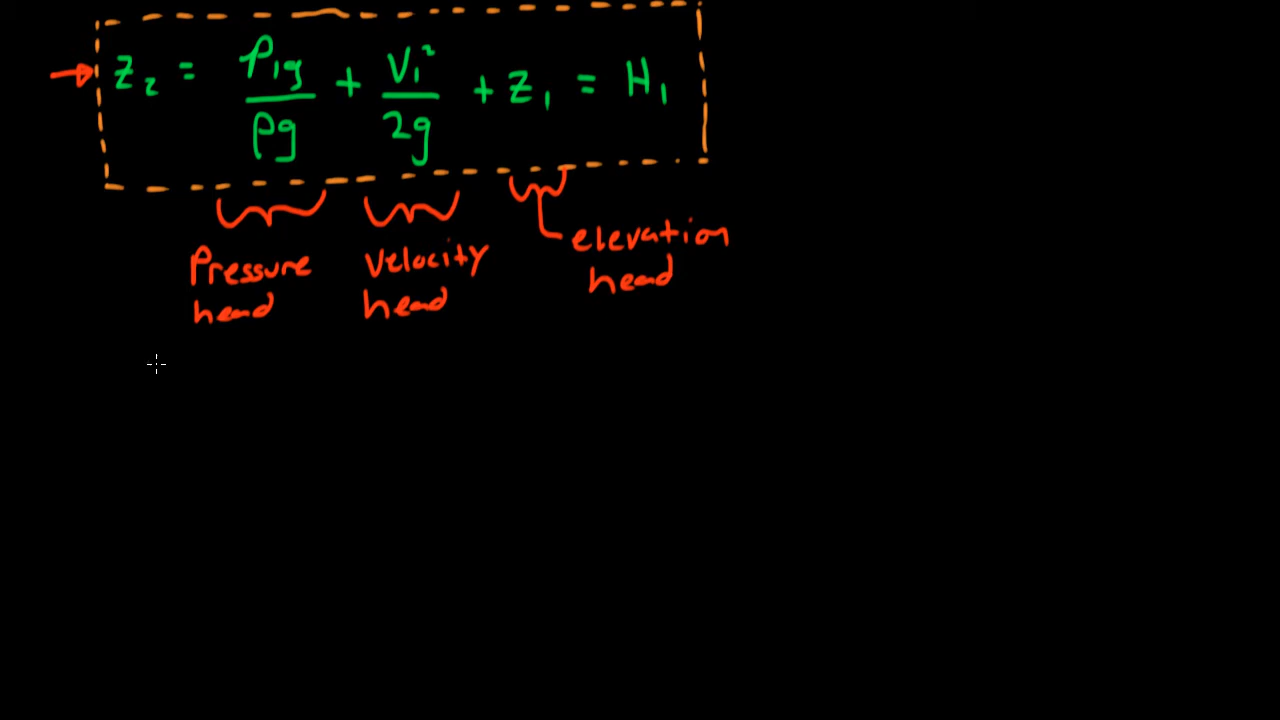 z₂ = P₁g/ρg + V₁²/2g + z₁ = H₁
Pressure head
Velocity head
elevation head